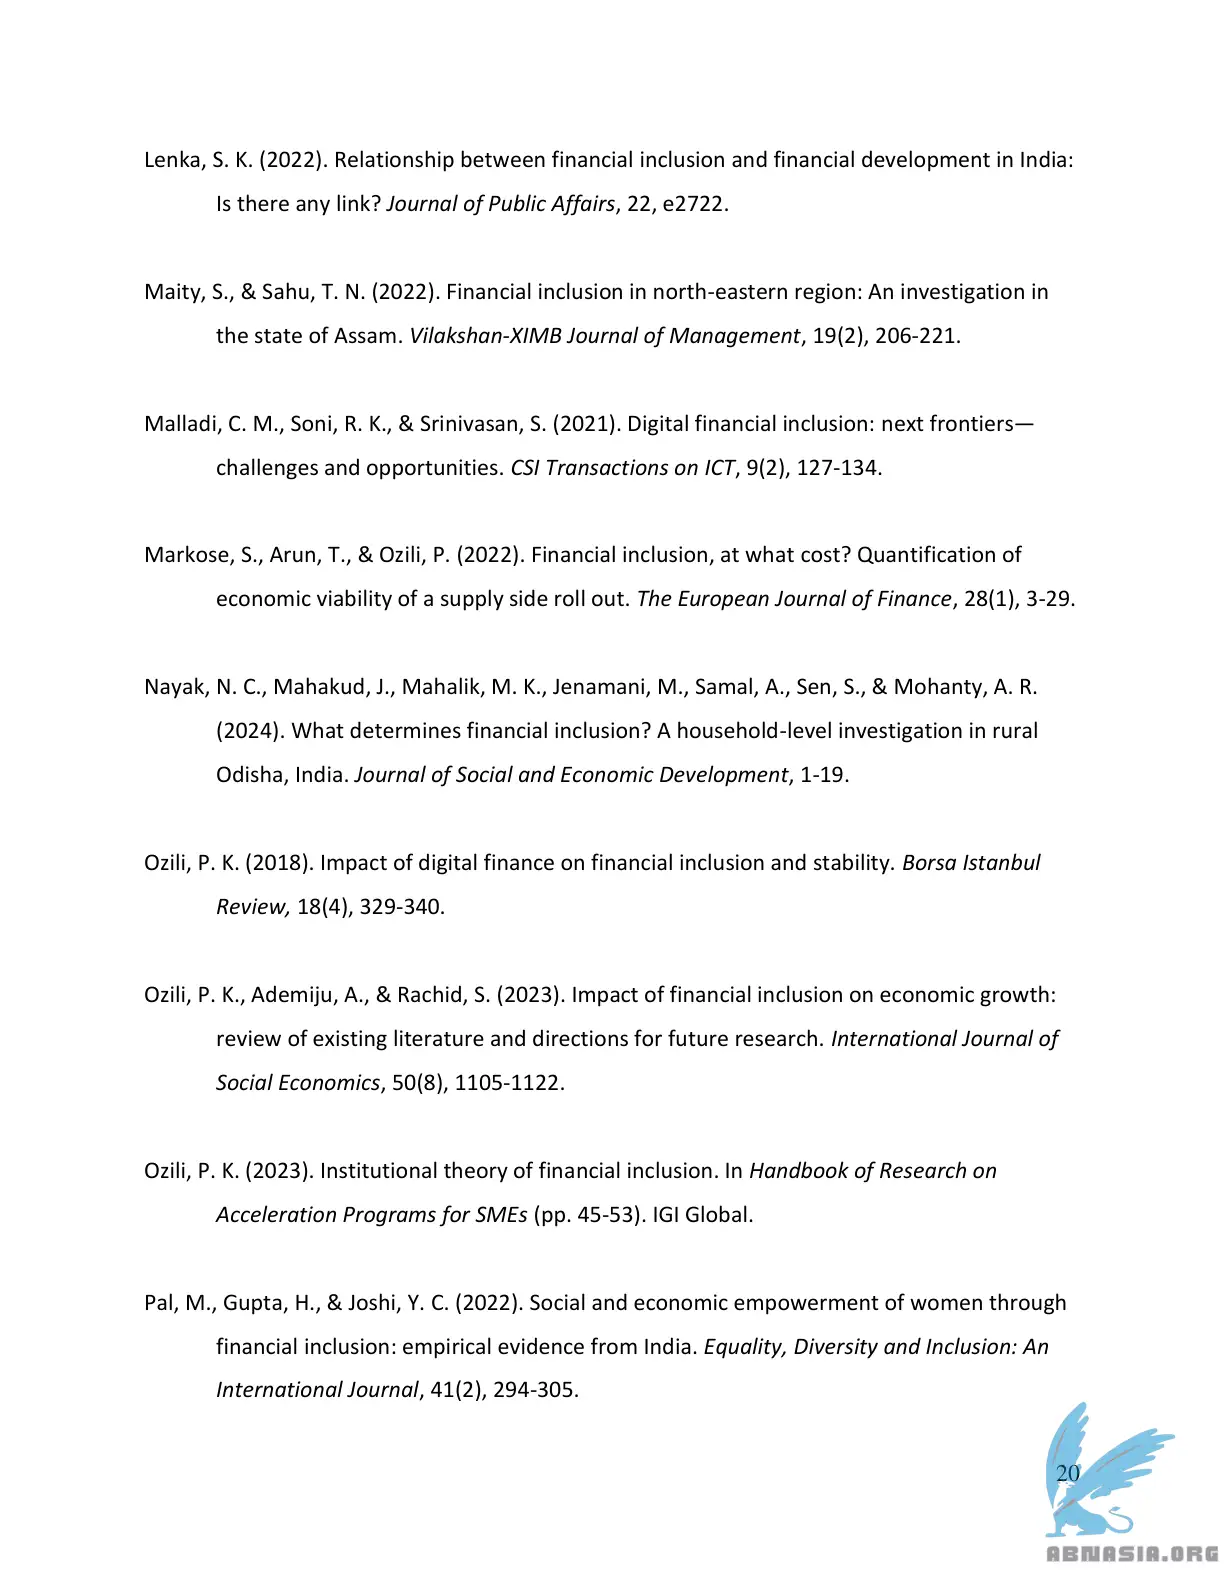 Lenka, S. K. (2022). Relationship between financial inclusion and financial development in India:
Is there any link? Journal of Public Affairs, 22, e2722.
Maity, S., & Sahu, T. N. (2022). Financial inclusion in north-eastern region: An investigation in
the state of Assam. Vilakshan-XIMB Journal of Management, 19(2), 206-221.
Malladi, C. M., Soni, R. K., & Srinivasan, S. (2021). Digital financial inclusion: next frontiers—
challenges and opportunities. CSI Transactions on ICT, 9(2), 127-134.
Markose, S., Arun, T., & Ozili, P. (2022). Financial inclusion, at what cost? Quantification of
economic viability of a supply side roll out. The European Journal of Finance, 28(1), 3-29.
Nayak, N. C., Mahakud, J., Mahalik, M. K., Jenamani, M., Samal, A., Sen, S., & Mohanty, A. R.
(2024). What determines financial inclusion? A household-level investigation in rural
Odisha, India. Journal of Social and Economic Development, 1-19.
Ozili, P. K. (2018). Impact of digital finance on financial inclusion and stability. Borsa Istanbul
Review, 18(4), 329-340.
Ozili, P. K., Ademiju, A., & Rachid, S. (2023). Impact of financial inclusion on economic growth:
review of existing literature and directions for future research. International Journal of
Social Economics, 50(8), 1105-1122.
Ozili, P. K. (2023). Institutional theory of financial inclusion. In Handbook of Research on
Acceleration Programs for SMEs (pp. 45-53). IGI Global.
Pal, M., Gupta, H., & Joshi, Y. C. (2022). Social and economic empowerment of women through
financial inclusion: empirical evidence from India. Equality, Diversity and Inclusion: An
International Journal, 41(2), 294-305.
20
ABNASIA.ORG